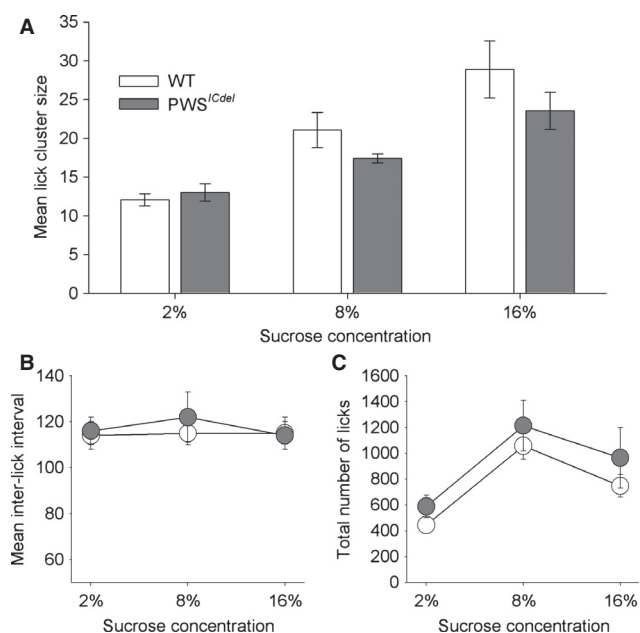 A
Mean lick cluster size
35
30
25
20
15
10
5
0
WT
PWS^ICdel
2%
8%
16%
Sucrose concentration
B
Mean inter-lick interval
140
120
100
80
60
2%
8%
16%
Sucrose concentration
C
Total number of licks
1600
1400
1200
1000
800
600
400
200
0
2%
8%
16%
Sucrose concentration